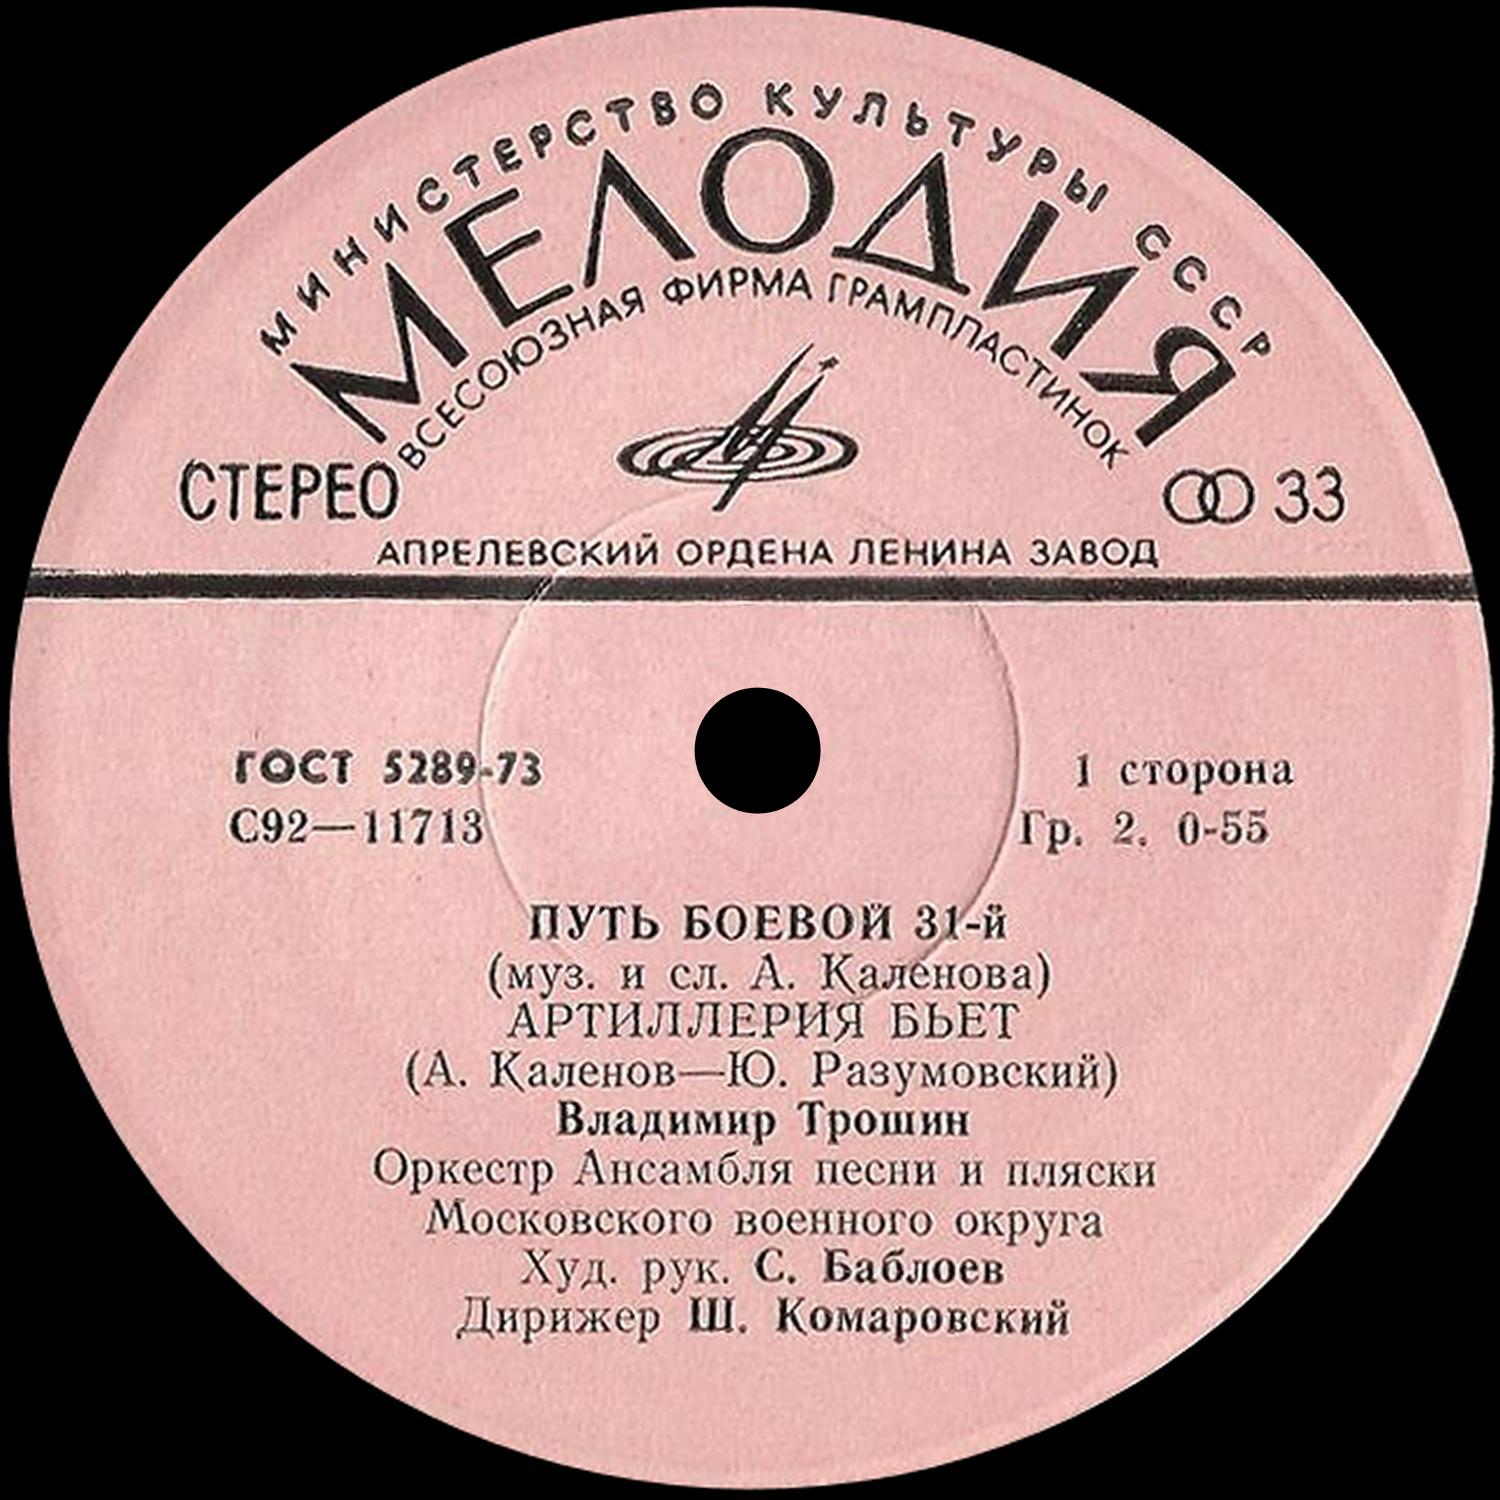 МИНИСТЕРСТВО КУЛЬТУРЫ СССР
МЕЛОДИЯ
ВСЕСОЮЗНАЯ ФИРМА ГРАМПЛАСТИНОК
СТЕРЕО
33
АПРЕЛЕВСКИЙ ОРДЕНА ЛЕНИНА ЗАВОД
ГОСТ 5289-73
1 сторона
С92—11713
Гр. 2. 0-55
ПУТЬ БОЕВОЙ 31-й
(муз. и сл. А. Каленова)
АРТИЛЛЕРИЯ БЬЕТ
(А. Каленов—Ю. Разумовский)
Владимир Трошин
Оркестр Ансамбля песни и пляски
Московского военного округа
Худ. рук. С. Баблоев
Дирижер Ш. Комаровский